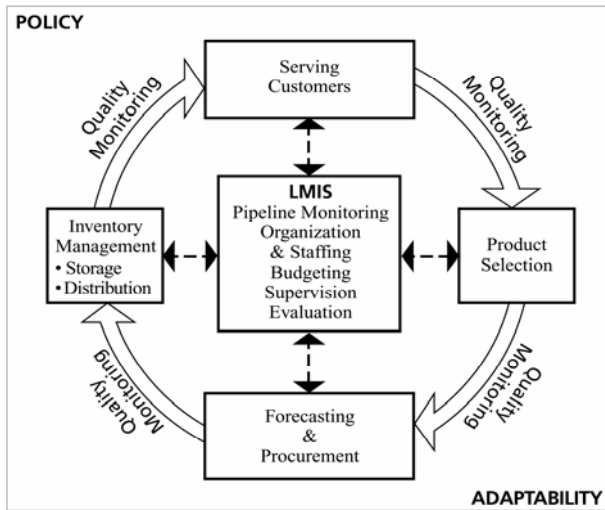 POLICY
Serving
Customers
Quality
Monitoring
Quality
Monitoring
LMIS
Pipeline Monitoring
Organization
& Staffing
Budgeting
Supervision
Evaluation
Inventory
Management
• Storage
• Distribution
Product
Selection
Quality
Monitoring
Quality
Monitoring
Forecasting
&
Procurement
ADAPTABILITY